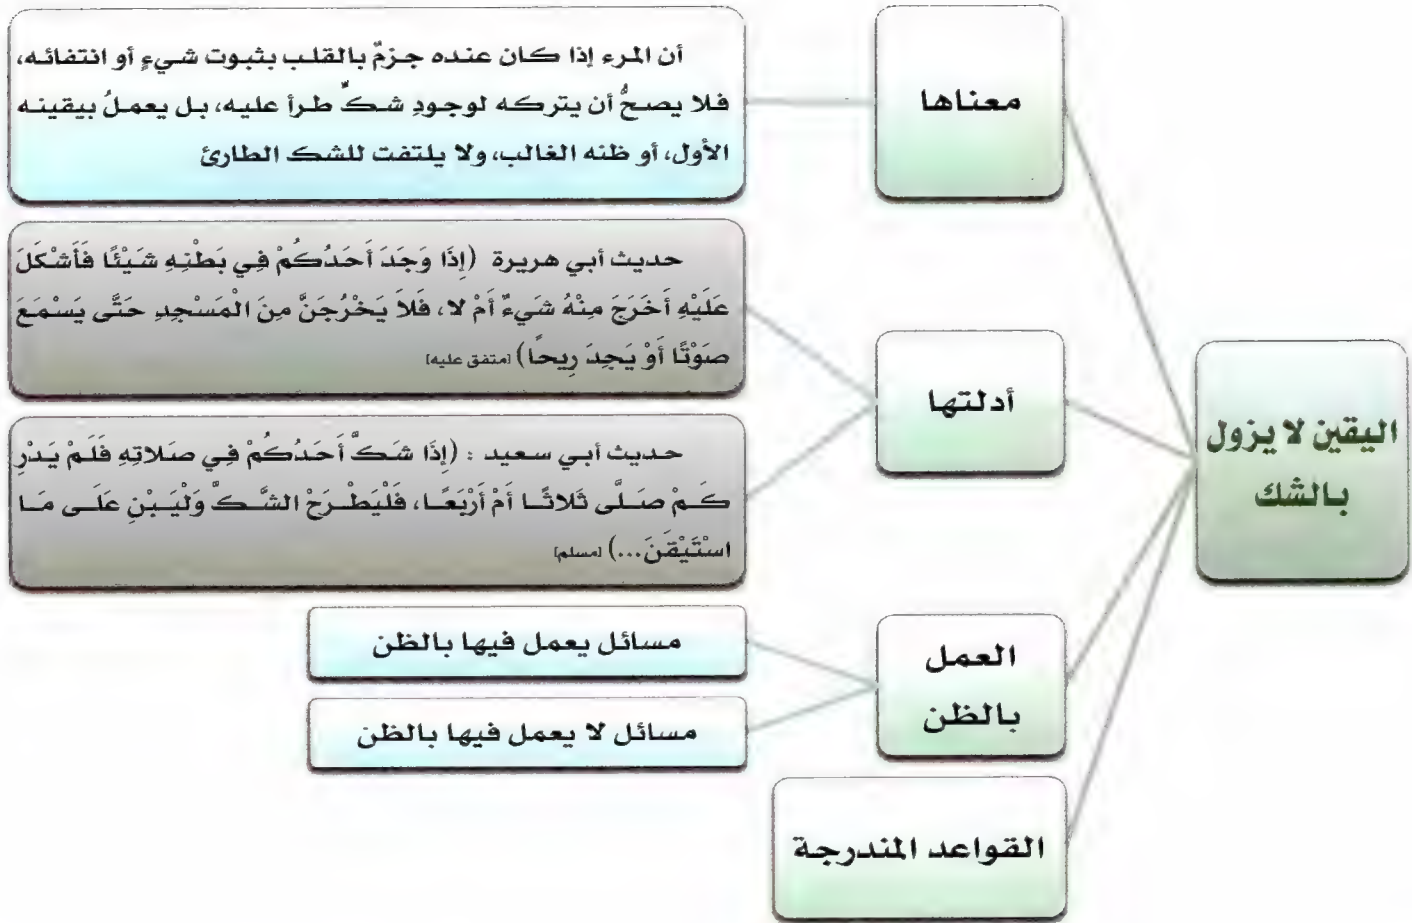 اليقين لا يزول
بالشك
معناها
أن المرء إذا كان عنده جزمٌ بالقلب بثبوت شيءٍ أو انتفائه،
فلا يصحُّ أن يتركه لوجودِ شكٍّ طرأ عليه، بل يعملُ بيقينه
الأول، أو ظنه الغالب، ولا يلتفت للشك الطارئ
أدلتها
حديث أبي هريرة (إِذَا وَجَدَ أَحَدُكُمْ فِي بَطْنِهِ شَيْئًا فَأَشْكَلَ
عَلَيْهِ أَخَرَجَ مِنْهُ شَيءٌ أَمْ لا، فَلاَ يَخْرُجَنَّ مِنَ الْمَسْجِدِ حَتَّى يَسْمَعَ
صَوْتًا أَوْ يَجِدَ رِيحًا) [متفق عليه]
حديث أبي سعيد : (إِذَا شَكَّ أَحَدُكُمْ فِي صَلاتِهِ فَلَمْ يَدْرِ
كَمْ صَلَّى ثَلاثًا أَمْ أَرْبَعًا، فَلْيَطْرَحْ الشَّكَّ وَلْيَبْنِ عَلَى مَا
اسْتَيْقَنَ...) [مسلم]
العمل
بالظن
مسائل يعمل فيها بالظن
مسائل لا يعمل فيها بالظن
القواعد المندرجة